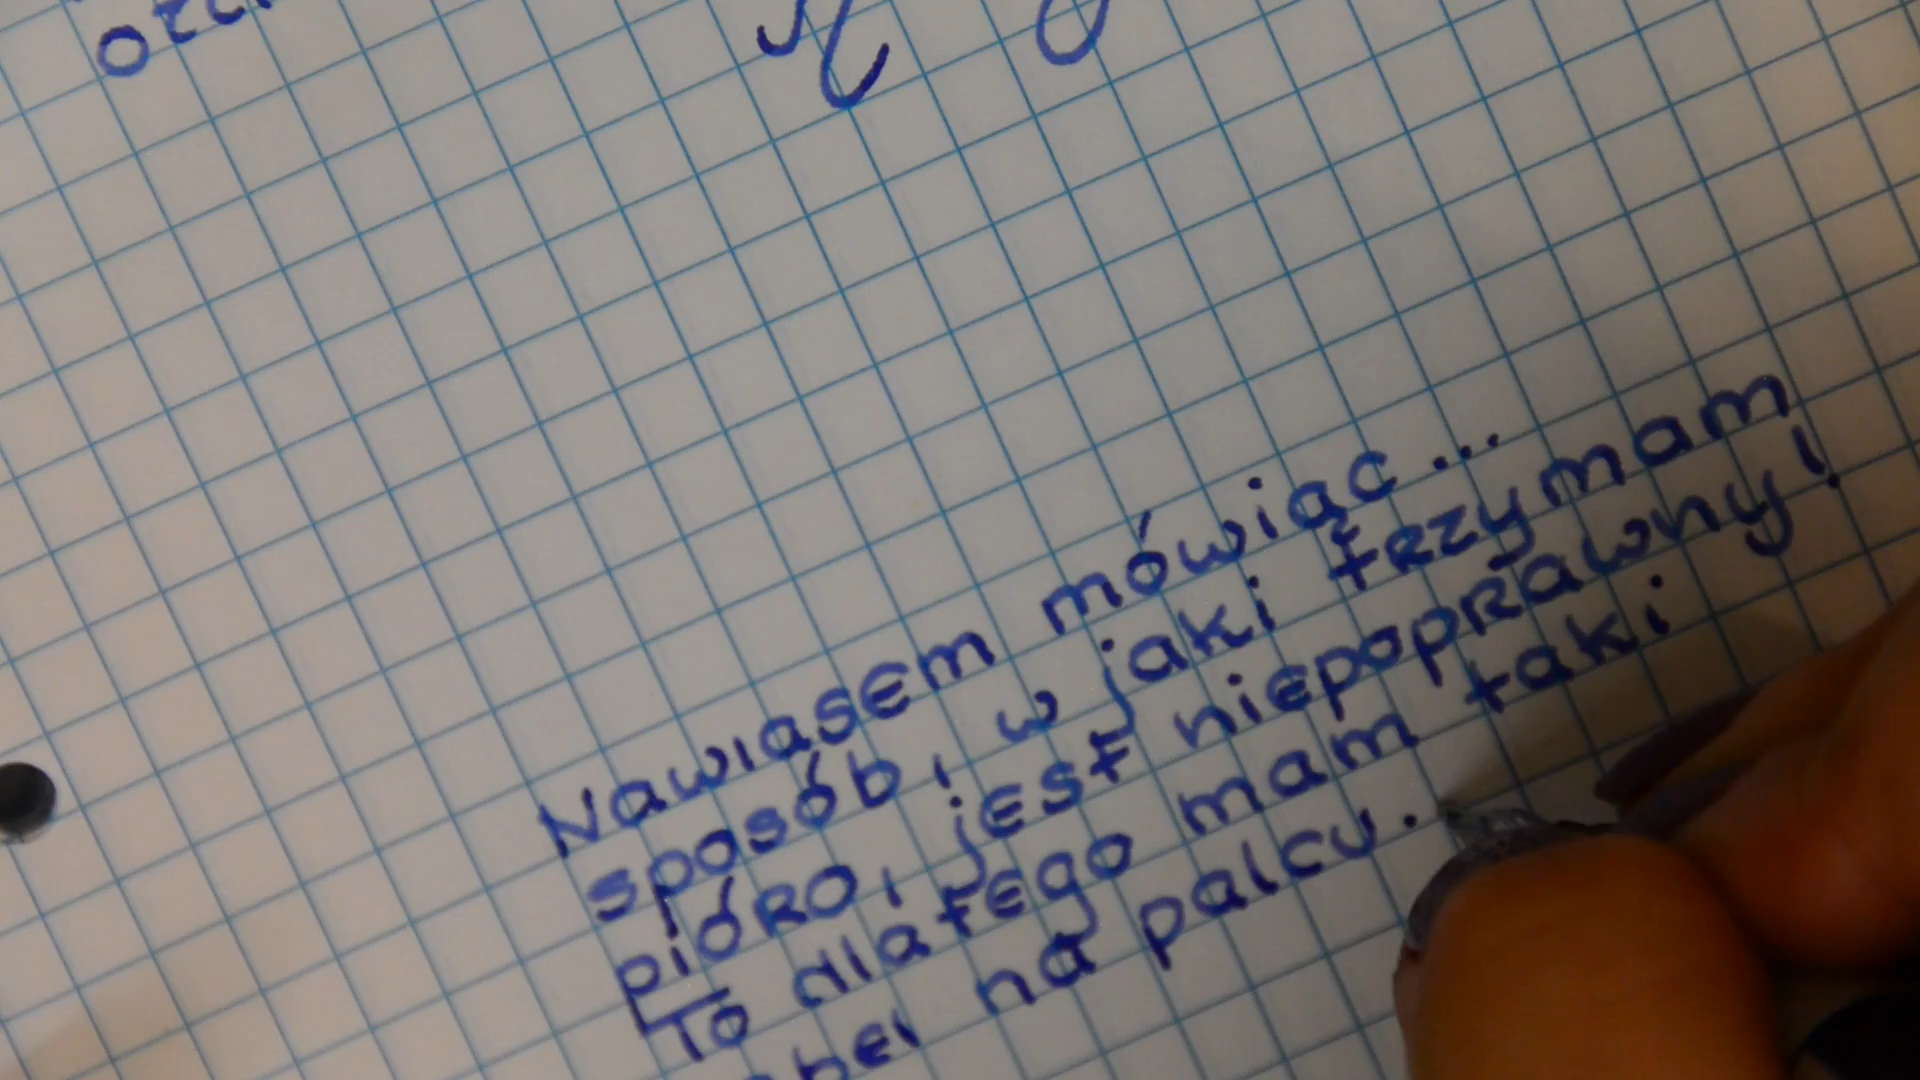 Nawiasem mówiąc...
sposób, w jaki trzymam
pióro, jest niepoprawny!
To dlatego mam taki
na palcu.